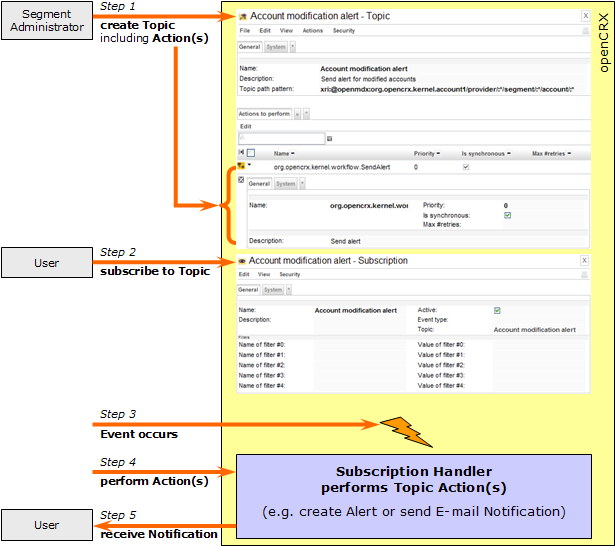 Segment
Administrator
Step 1
create Topic
including Action(s)
openCRX
Account modification alert - Topic
X
File Edit View Actions Security
General System *
Name: Account modification alert
Description: Send alert for modified accounts
Topic path pattern: xri:@openmdx:org.opencrx.kernel.account1/provider/:*/segment/:*/account/:*
Actions to perform
Edit
Name Priority Is synchronous Max #retries
org.opencrx.kernel.workflow.SendAlert 0
General System *
Name: org.opencrx.kernel.wor Priority: 0
Is synchronous:
Max #retries:
Description: Send alert
User
Step 2
subscribe to Topic
Account modification alert - Subscription
X
Edit View Security
General System *
Name: Account modification alert Active:
Description: Event type:
Topic: Account modification alert
Filters
Name of filter #0: Value of filter #0:
Name of filter #1: Value of filter #1:
Name of filter #2: Value of filter #2:
Name of filter #3: Value of filter #3:
Name of filter #4: Value of filter #4:
Step 3
Event occurs
Step 4
perform Action(s)
Subscription Handler
performs Topic Action(s)
(e.g. create Alert or send E-mail Notification)
User
Step 5
receive Notification